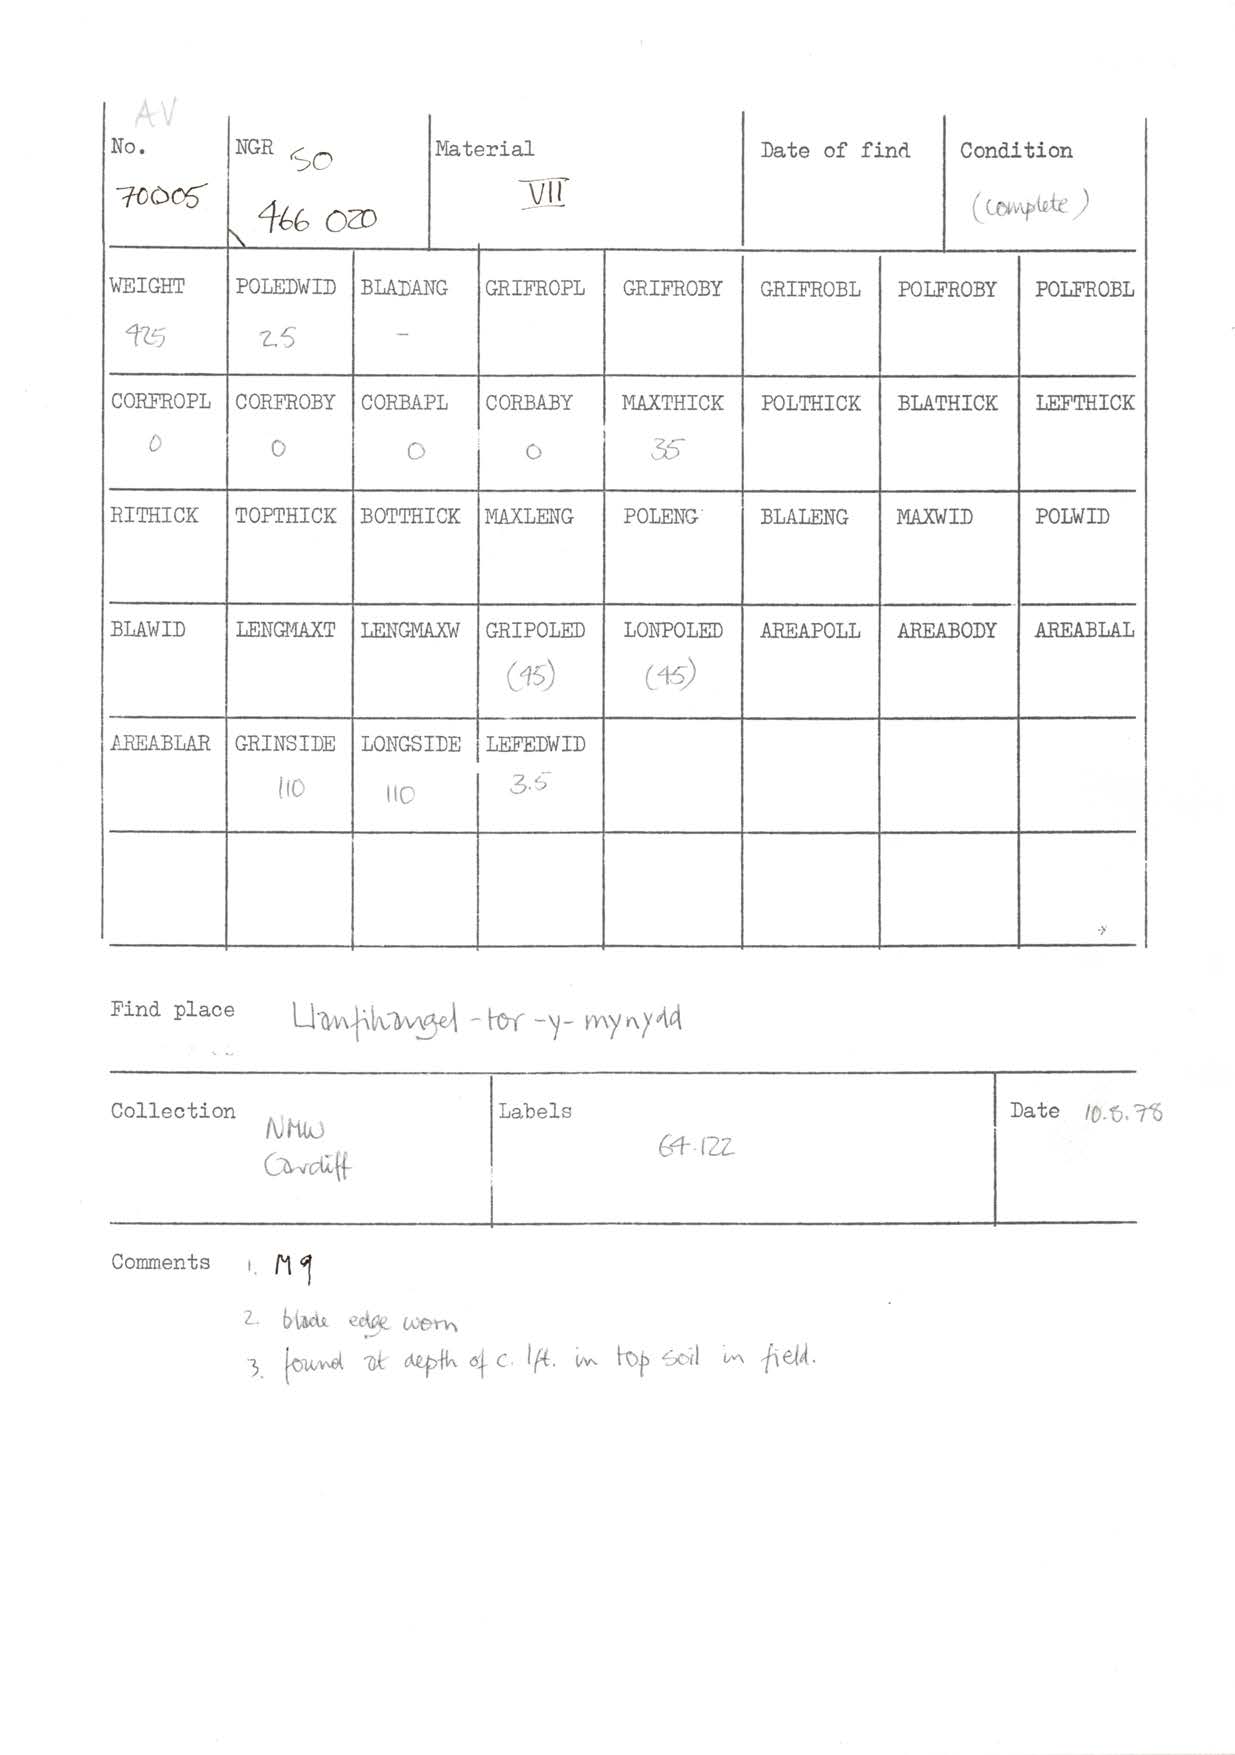 AV
No. NGR SO Material Date of find Condition
70005 466 020 VII (complete)
WEIGHT POLEDWID BLADANG GRIFROPL GRIFROBY GRIFROBL POLFROBY POLFROBL
425 2.5 -
CORFROPL CORFROBY CORBAPL CORBABY MAXTHICK POLTHICK BLATHICK LEFTHICK
0 0 0 0 35
RITHICK TOPTHICK BOTTHICK MAXLENG POLENG BLALENG MAXWID POLWID
BLAWID LENGMAXT LENGMAXW GRIPOLED LONPOLED AREAPOLL AREABODY AREABLAL
(45) (45)
AREABLAR GRINSIDE LONGSIDE LEFEDWID
110 110 3.5
Find place Llanfihangel-tor-y-mynydd
Collection Labels Date 10.8.78
NMW
Cardiff
64.122
Comments 1. M9
2. blade edge worn
3. found at depth of c. 1ft. in top soil in field.